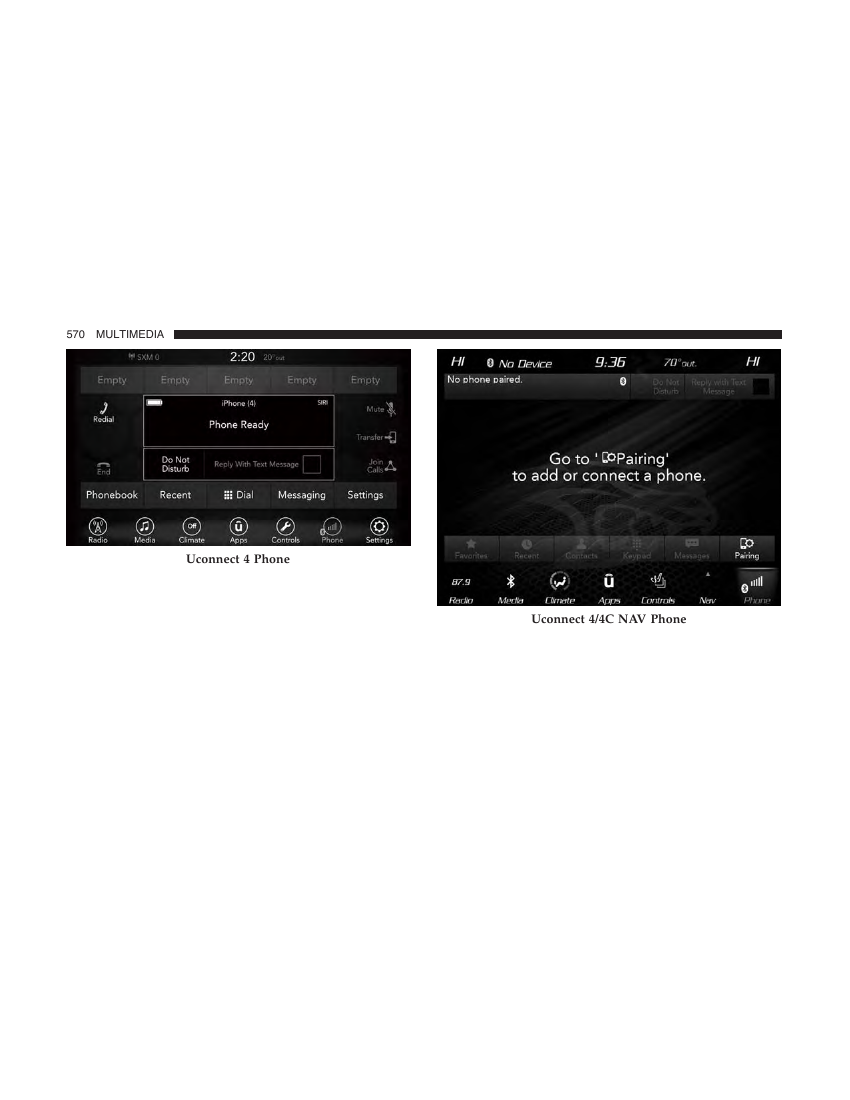 570 MULTIMEDIA
SXM 0 2:20 20°out
Empty Empty Empty Empty Empty
iPhone (4) SIRI
Redial
Mute
Phone Ready
Transfer
Do Not
Disturb
Reply With Text Message
End
Join
Calls
Phonebook Recent Dial Messaging Settings
Off
Radio Media Climate Apps Controls Phone Settings
Uconnect 4 Phone
HI No Device 9:36 70°out. HI
No phone paired.
Do Not
Disturb
Reply with Text
Message
Go to 'Pairing'
to add or connect a phone.
Favorites Recent Contacts Keypad Messages Pairing
87.9
Radio Media Climate Apps Controls Nav Phone
Uconnect 4/4C NAV Phone